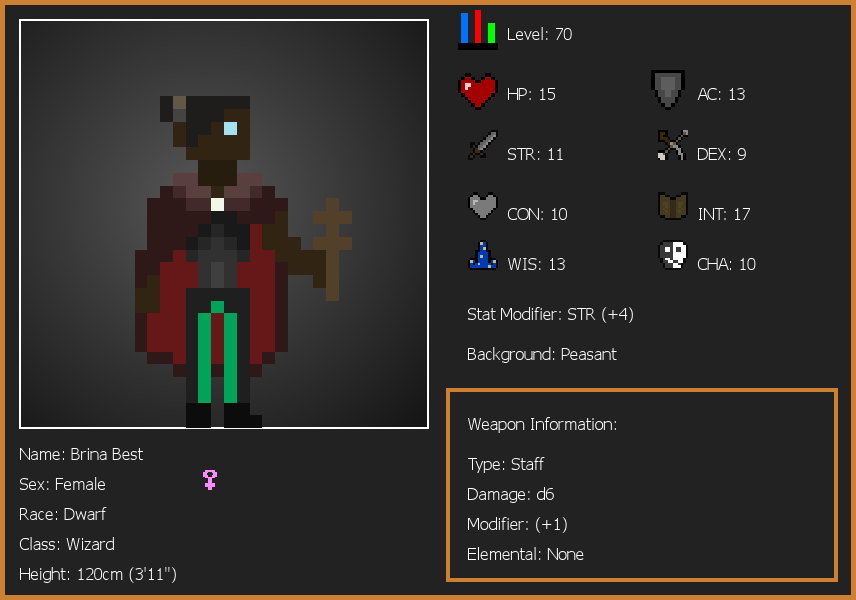 Level: 70
HP: 15
AC: 13
STR: 11
DEX: 9
CON: 10
INT: 17
WIS: 13
CHA: 10
Stat Modifier: STR (+4)
Background: Peasant
Weapon Information:
Type: Staff
Damage: d6
Modifier: (+1)
Elemental: None
Name: Brina Best
Sex: Female
Race: Dwarf
Class: Wizard
Height: 120cm (3'11")